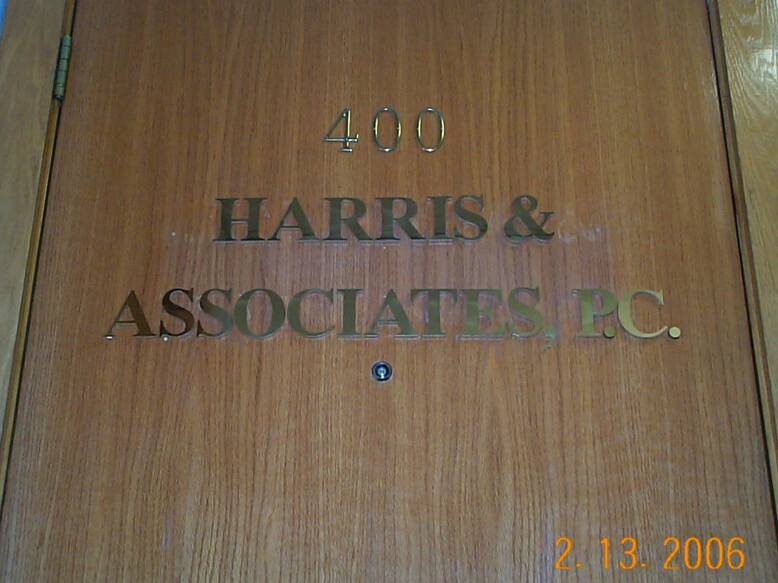 400
HARRIS &
ASSOCIATES, P.C.
2. 13. 2006